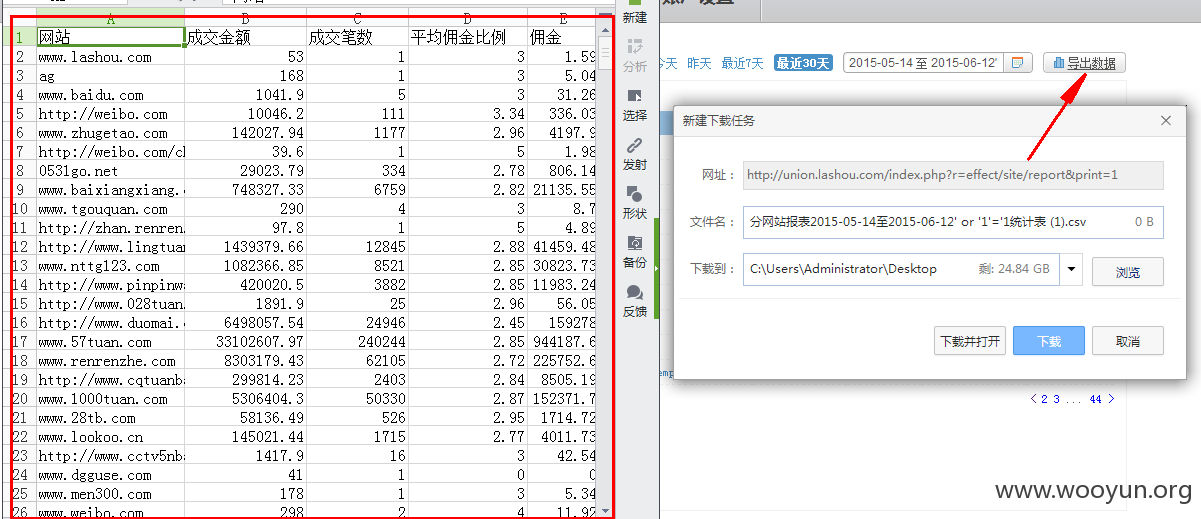 A B C D E
1 网站 成交金额 成交笔数 平均佣金比例 佣金
2 www.lashou.com 53 1 3 1.59
3 ag 168 1 3 5.04
4 www.baidu.com 1041.9 5 3 31.26
5 http://weibo.com 10046.2 111 3.34 336.03
6 www.zhugetao.com 142027.94 1177 2.96 4197.9
7 http://weibo.com/cl 39.6 1 5 1.98
8 0531go.net 29023.79 334 2.78 806.14
9 www.baixiangxiang. 748327.33 6759 2.82 21135.55
10 www.tgouquan.com 290 4 3 8.7
11 http://zhan.renren. 97.8 1 5 4.89
12 http://www.lingtuan 1439379.66 12845 2.88 41459.48
13 www.nttg123.com 1082366.85 8521 2.85 30823.73
14 http://www.pinpinwa 420020.5 3882 2.85 11983.24
15 http://www.028tuan. 1891.9 25 2.96 56.05
16 http://www.duomai.c 6498057.54 24946 2.45 159278
17 www.57tuan.com 33102607.97 240244 2.85 944187.6
18 www.renrenzhe.com 8303179.43 62105 2.72 225752.6
19 http://www.cqtuanba 299814.23 2403 2.84 8505.19
20 www.1000tuan.com 5306404.3 50330 2.87 152371.7
21 www.28tb.com 58136.49 526 2.95 1714.72
22 www.lookoo.cn 145021.44 1715 2.77 4011.73
23 http://www.cctv5nba 1417.9 16 3 42.54
24 www.dgguse.com 41 1 0 0
25 www.men300.com 178 1 3 5.34
26 www.weibo.com 298 2 4 11.92
新建
分析
选择
发射
形状
备份
反馈
今天 昨天 最近7天 最近30天 2015-05-14 至 2015-06-12' 导出数据
新建下载任务
网址： http://union.lashou.com/index.php?r=effect/site/report&print=1
文件名： 分网站报表2015-05-14至2015-06-12' or '1'='1统计表 (1).csv 0 B
下载到： C:\Users\Administrator\Desktop 剩: 24.84 GB 浏览
下载并打开 下载 取消
< 2 3 ... 44 >
www.wooyun.org